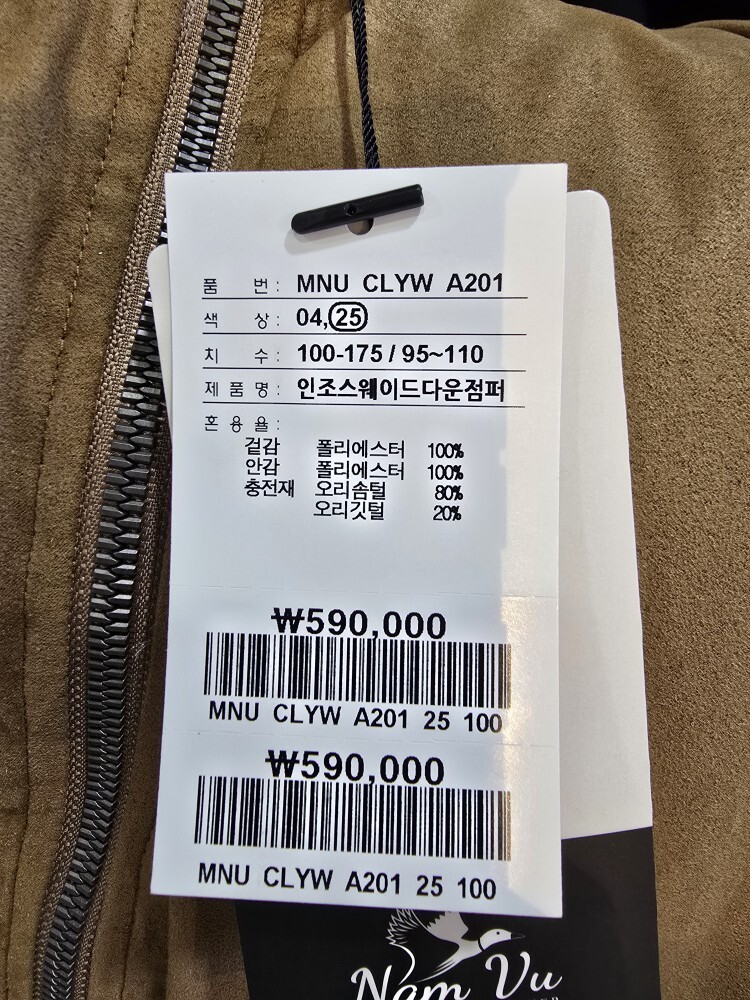 품 번 : MNU CLYW A201
색 상 : 04,25
치 수 : 100-175 / 95~110
제 품 명 : 인조스웨이드다운점퍼
혼 용 율 :
겉감 폴리에스터 100%
안감 폴리에스터 100%
충전재 오리솜털 80%
오리깃털 20%
₩590,000
MNU CLYW A201 25 100
₩590,000
MNU CLYW A201 25 100
Nam Vu